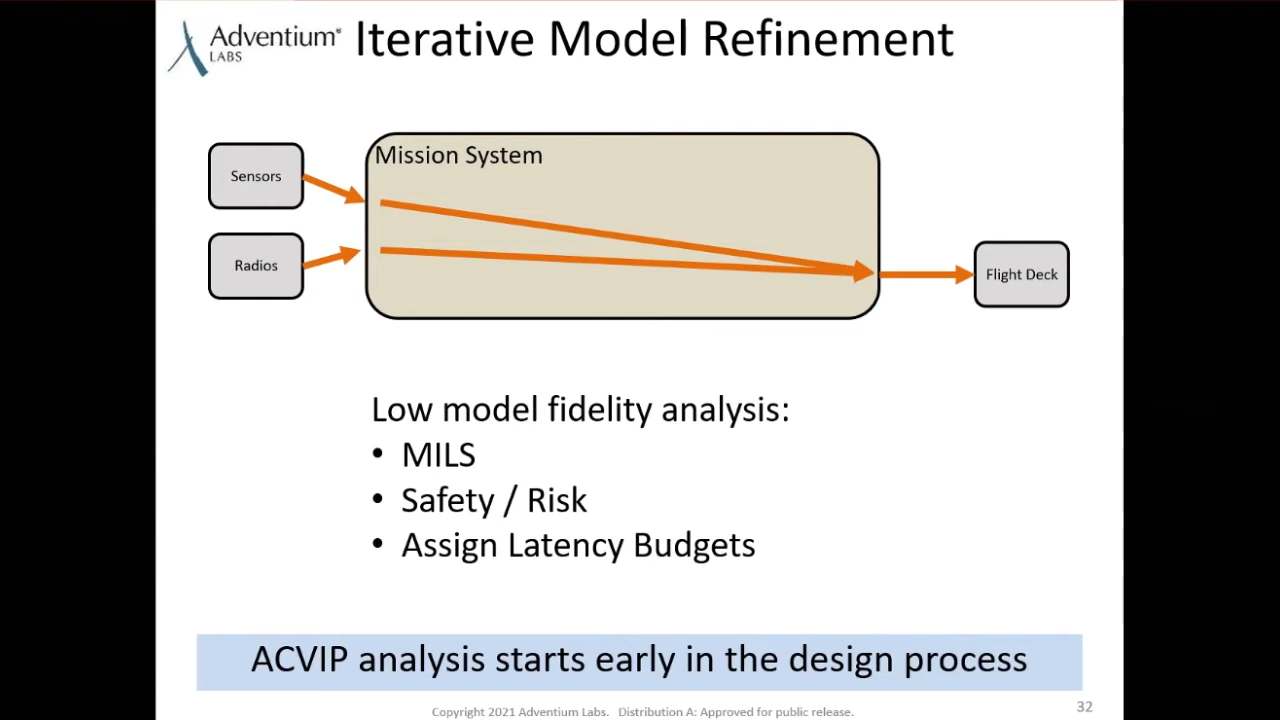 Adventium®
LABS
Iterative Model Refinement
Mission System
Sensors
Radios
Flight Deck
Low model fidelity analysis:
• MILS
• Safety / Risk
• Assign Latency Budgets
ACVIP analysis starts early in the design process
Copyright 2021 Adventium Labs. Distribution A: Approved for public release.
32